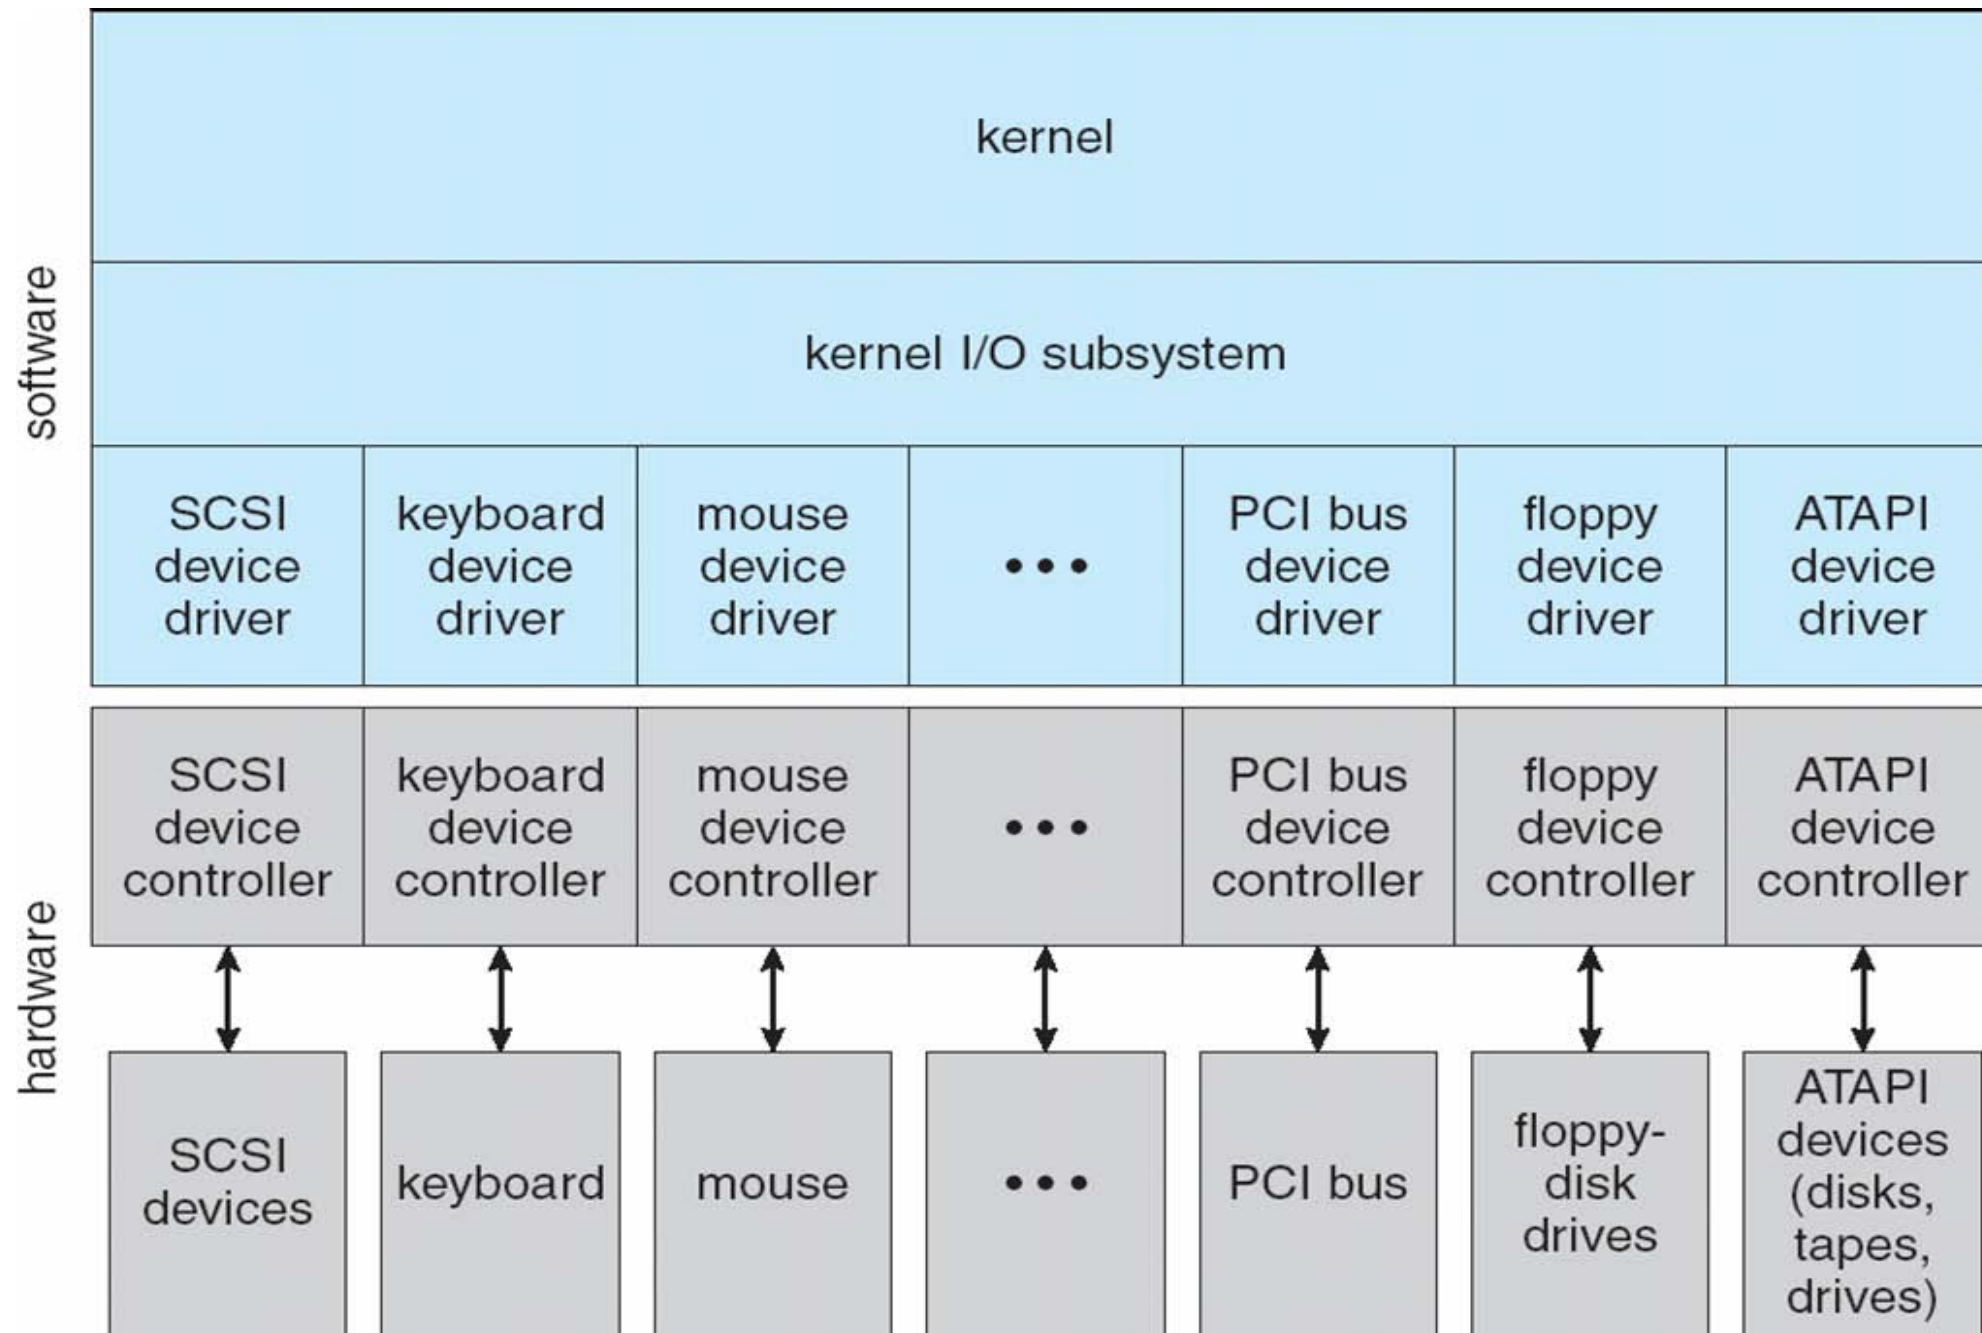 kernel
software
kernel I/O subsystem
SCSI
device
driver
keyboard
device
driver
mouse
device
driver
•••
PCI bus
device
driver
floppy
device
driver
ATAPI
device
driver
hardware
SCSI
device
controller
keyboard
device
controller
mouse
device
controller
•••
PCI bus
device
controller
floppy
device
controller
ATAPI
device
controller
SCSI
devices
keyboard
mouse
•••
PCI bus
floppy-
disk
drives
ATAPI
devices
(disks,
tapes,
drives)